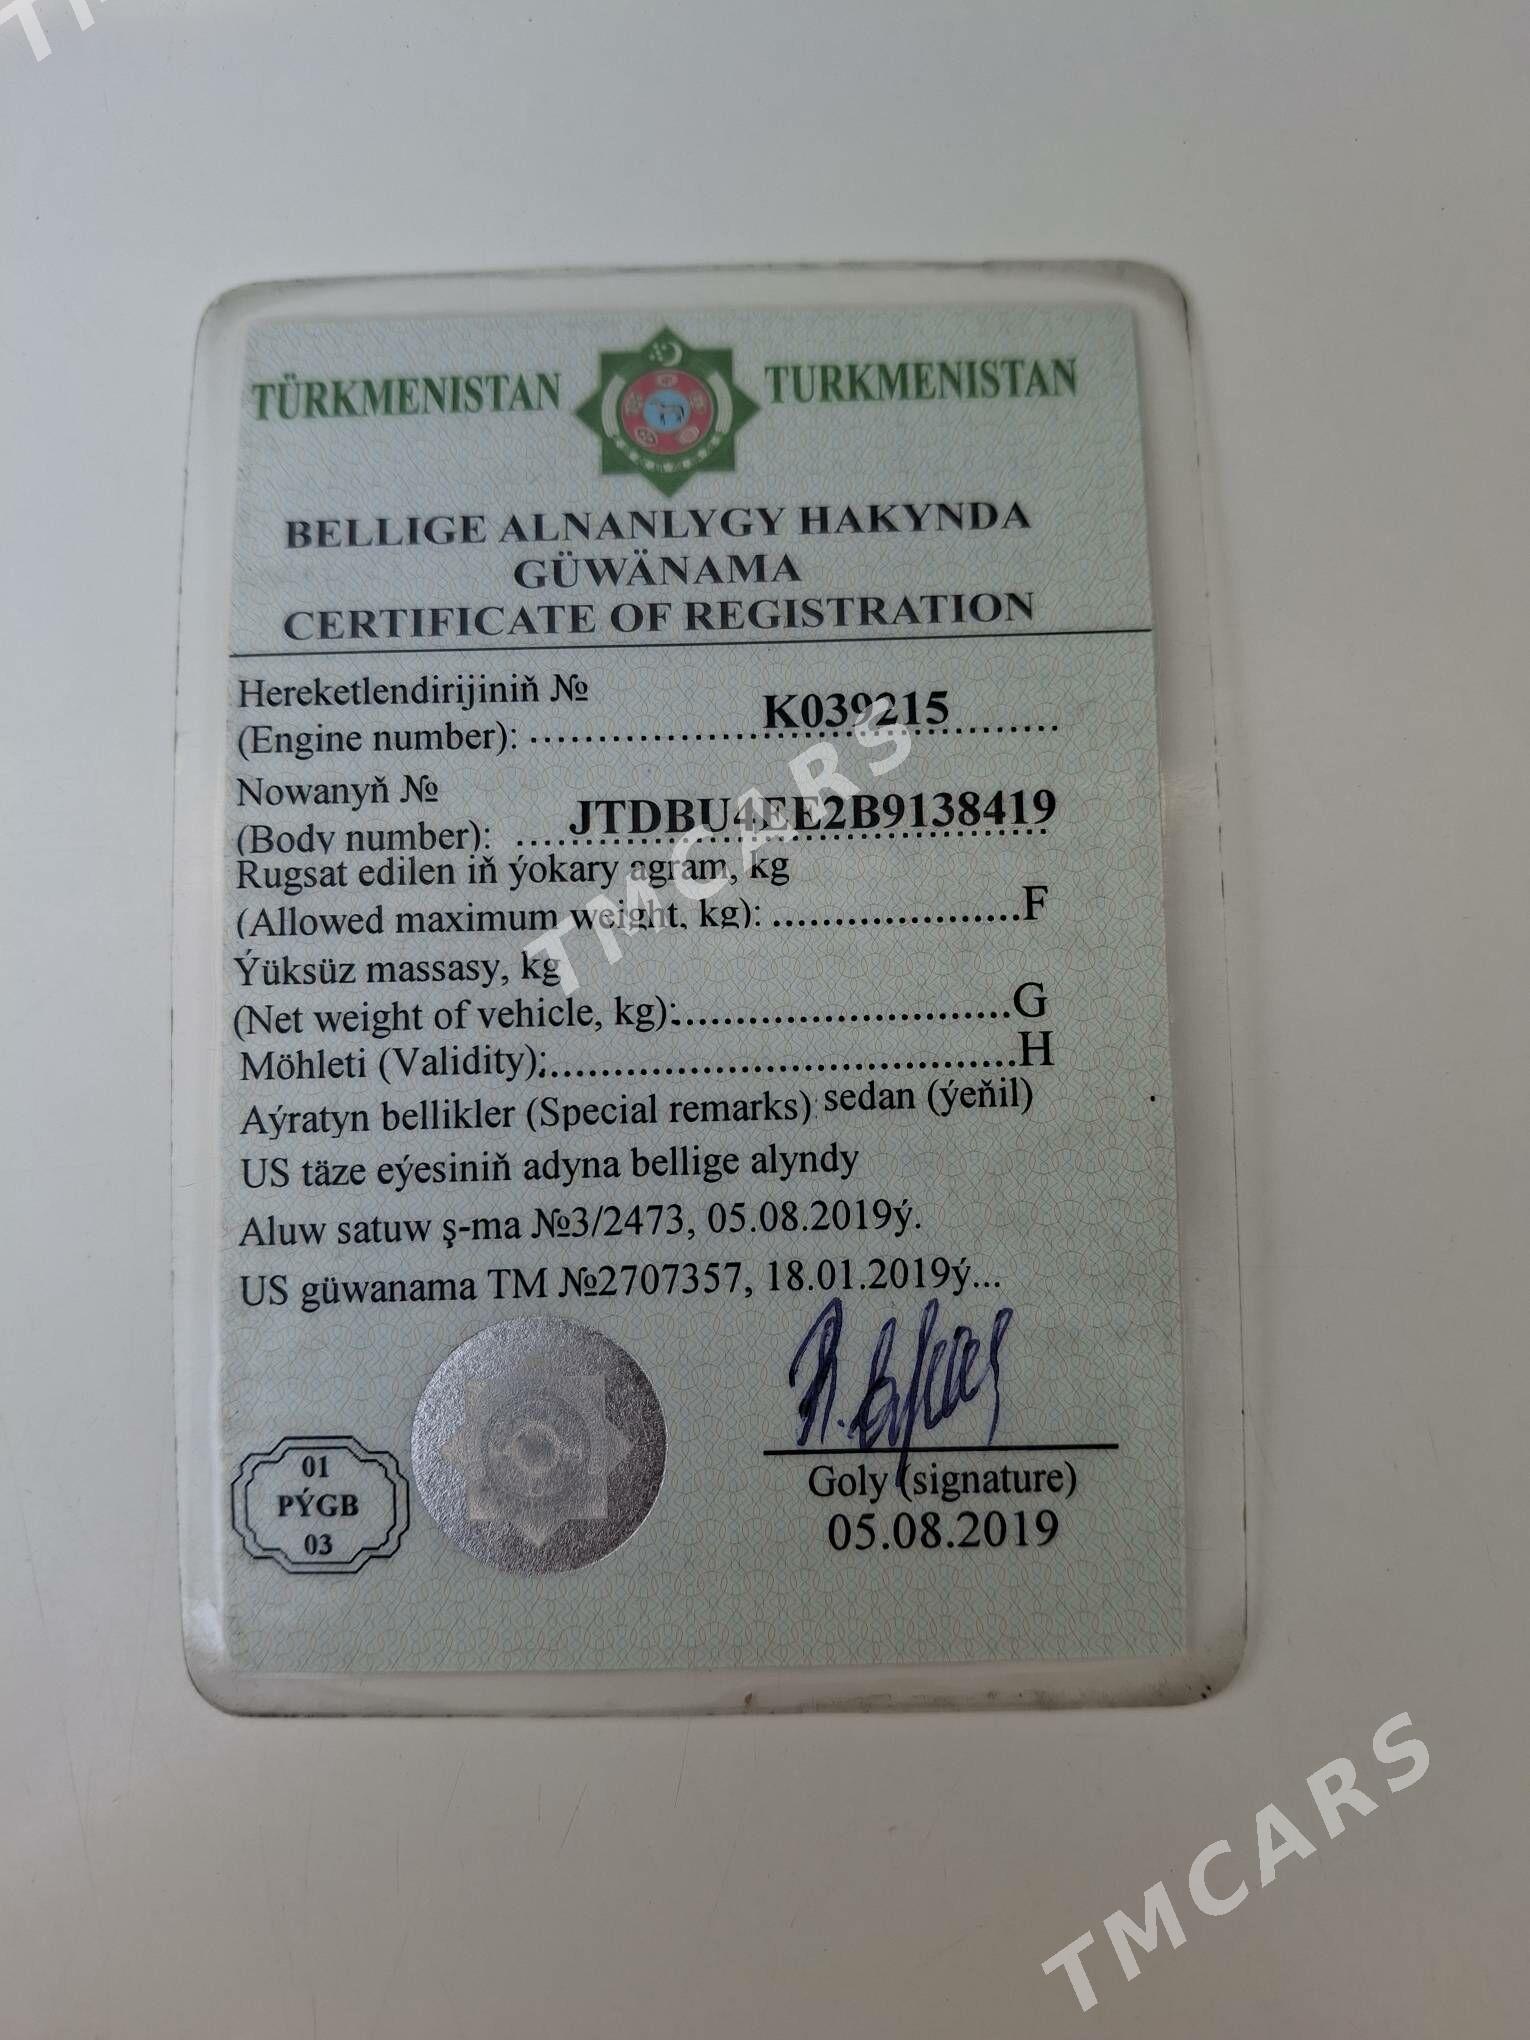 TÜRKMENISTAN TURKMENISTAN
BELLIGE ALNANLYGY HAKYNDA
GÜWÄNAMA
CERTIFICATE OF REGISTRATION
Hereketlendirijiniň №
(Engine number): K039215
Nowanyň №
(Body number): JTDBU4EE2B9138419
Rugsat edilen iň ýokary agram, kg
(Allowed maximum weight, kg): ....................F
Ýüksüz massasy, kg
(Net weight of vehicle, kg):...........................G
Möhleti (Validity):......................................H
Aýratyn bellikler (Special remarks): sedan (ýeňil) .
US täze eýesiniň adyna bellige alyndy
Aluw satuw ş-ma №3/2473, 05.08.2019ý.
US güwanama TM №2707357, 18.01.2019ý...
01
PÝGB
03
Goly (signature)
05.08.2019
TMCARS
TMCARS